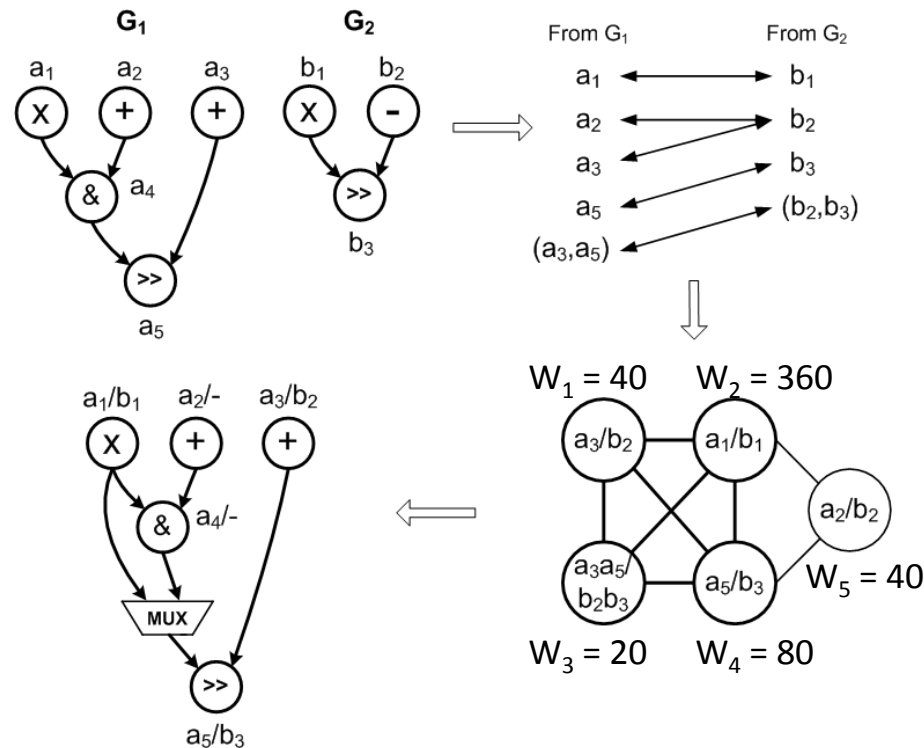 G₁ G₂
a₁ a₂ a₃ b₁ b₂
x + + x -
& a₄ >>
b₃
>>
a₅
From G₁ From G₂
a₁ b₁
a₂ b₂
a₃ b₃
a₅ (b₂,b₃)
(a₃,a₅)
W₁ = 40 W₂ = 360
a₃/b₂ a₁/b₁
a₂/b₂
a₃a₅/ a₅/b₃
b₂b₃
W₅ = 40
W₃ = 20 W₄ = 80
a₁/b₁ a₂/- a₃/b₂
x + +
& a₄/-
MUX
>>
a₅/b₃